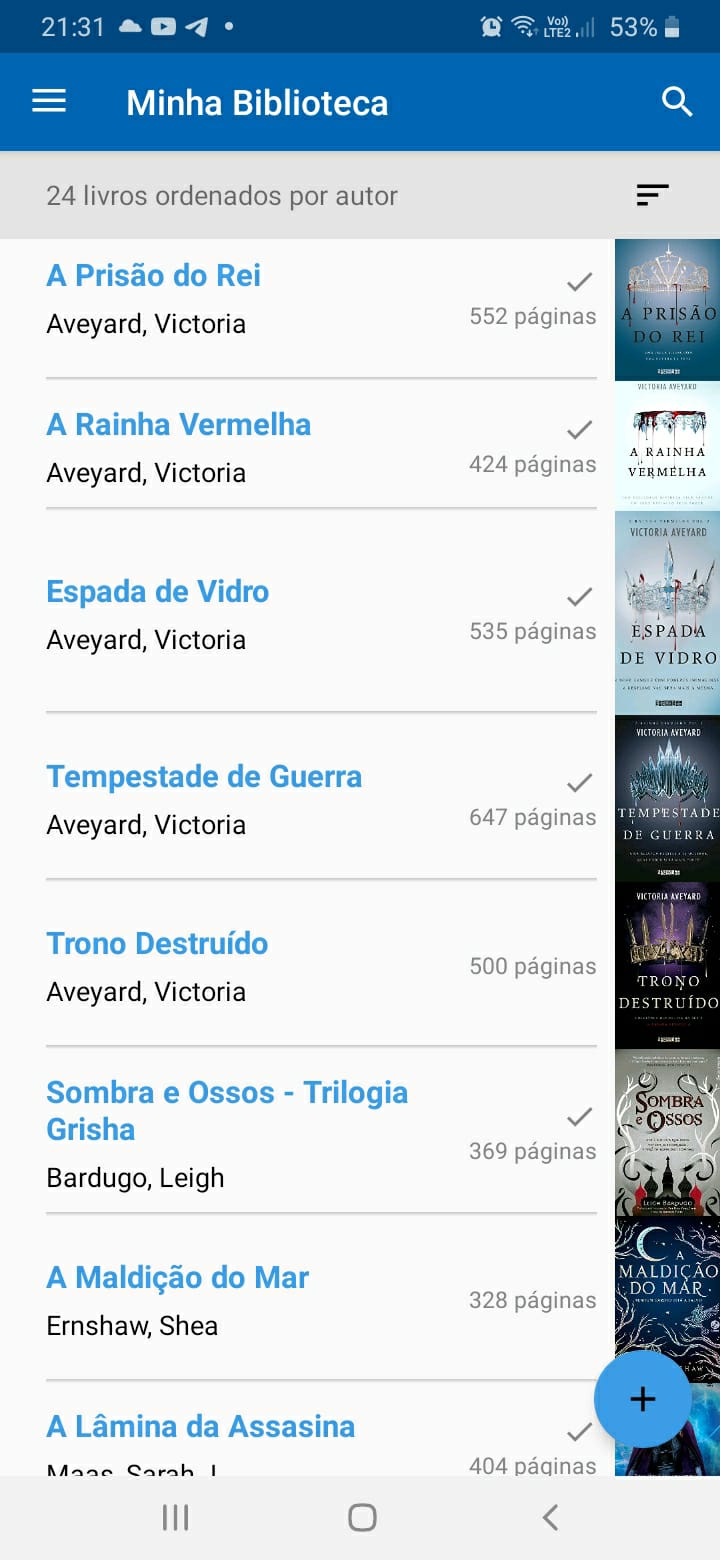 21:31
Vo)) LTE2 53%
Minha Biblioteca
24 livros ordenados por autor
A Prisão do Rei
Aveyard, Victoria
552 páginas
A PRISÃO
DO REI
A Rainha Vermelha
Aveyard, Victoria
424 páginas
VICTORIA AVEYARD
A RAINHA
VERMELHA
Espada de Vidro
Aveyard, Victoria
535 páginas
VICTORIA AVEYARD
ESPADA
DE VIDRO
Tempestade de Guerra
Aveyard, Victoria
647 páginas
VICTORIA AVEYARD
TEMPESTADE
DE GUERRA
Trono Destruído
Aveyard, Victoria
500 páginas
VICTORIA AVEYARD
TRONO
DESTRUÍDO
Sombra e Ossos - Trilogia
Grisha
Bardugo, Leigh
369 páginas
SOMBRA
e OSSOS
LEIGH BARDUGO
A Maldição do Mar
Ernshaw, Shea
328 páginas
A
MALDIÇÃO
DO MAR
A Lâmina da Assasina
Maas, Sarah J.
404 páginas